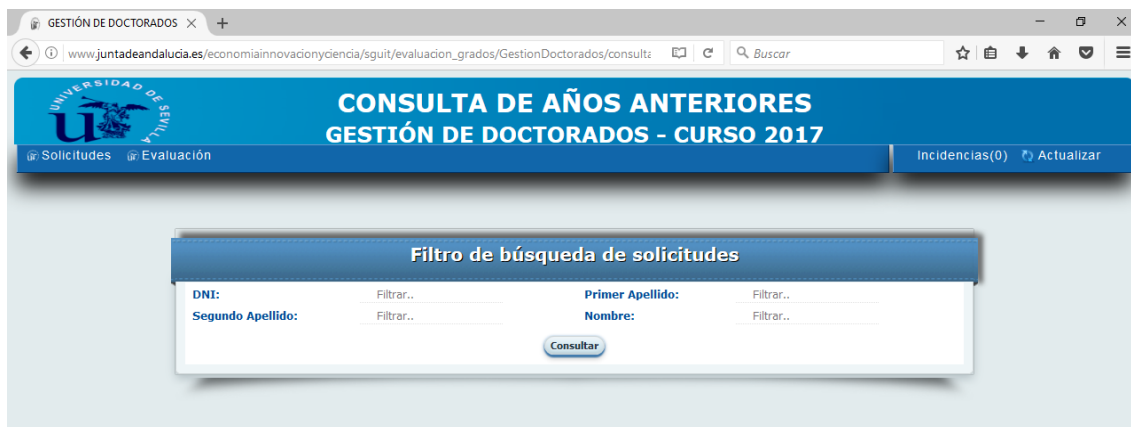 GESTIÓN DE DOCTORADOS
www.juntadeandalucia.es/economiainnovacionyciencia/sguit/evaluacion_grados/GestionDoctorados/consulta
Buscar
UNIVERSIDAD DE SEVILLA
CONSULTA DE AÑOS ANTERIORES
GESTIÓN DE DOCTORADOS - CURSO 2017
Solicitudes Evaluación Incidencias(0) Actualizar
Filtro de búsqueda de solicitudes
DNI: Filtrar.. Primer Apellido: Filtrar..
Segundo Apellido: Filtrar.. Nombre: Filtrar..
Consultar